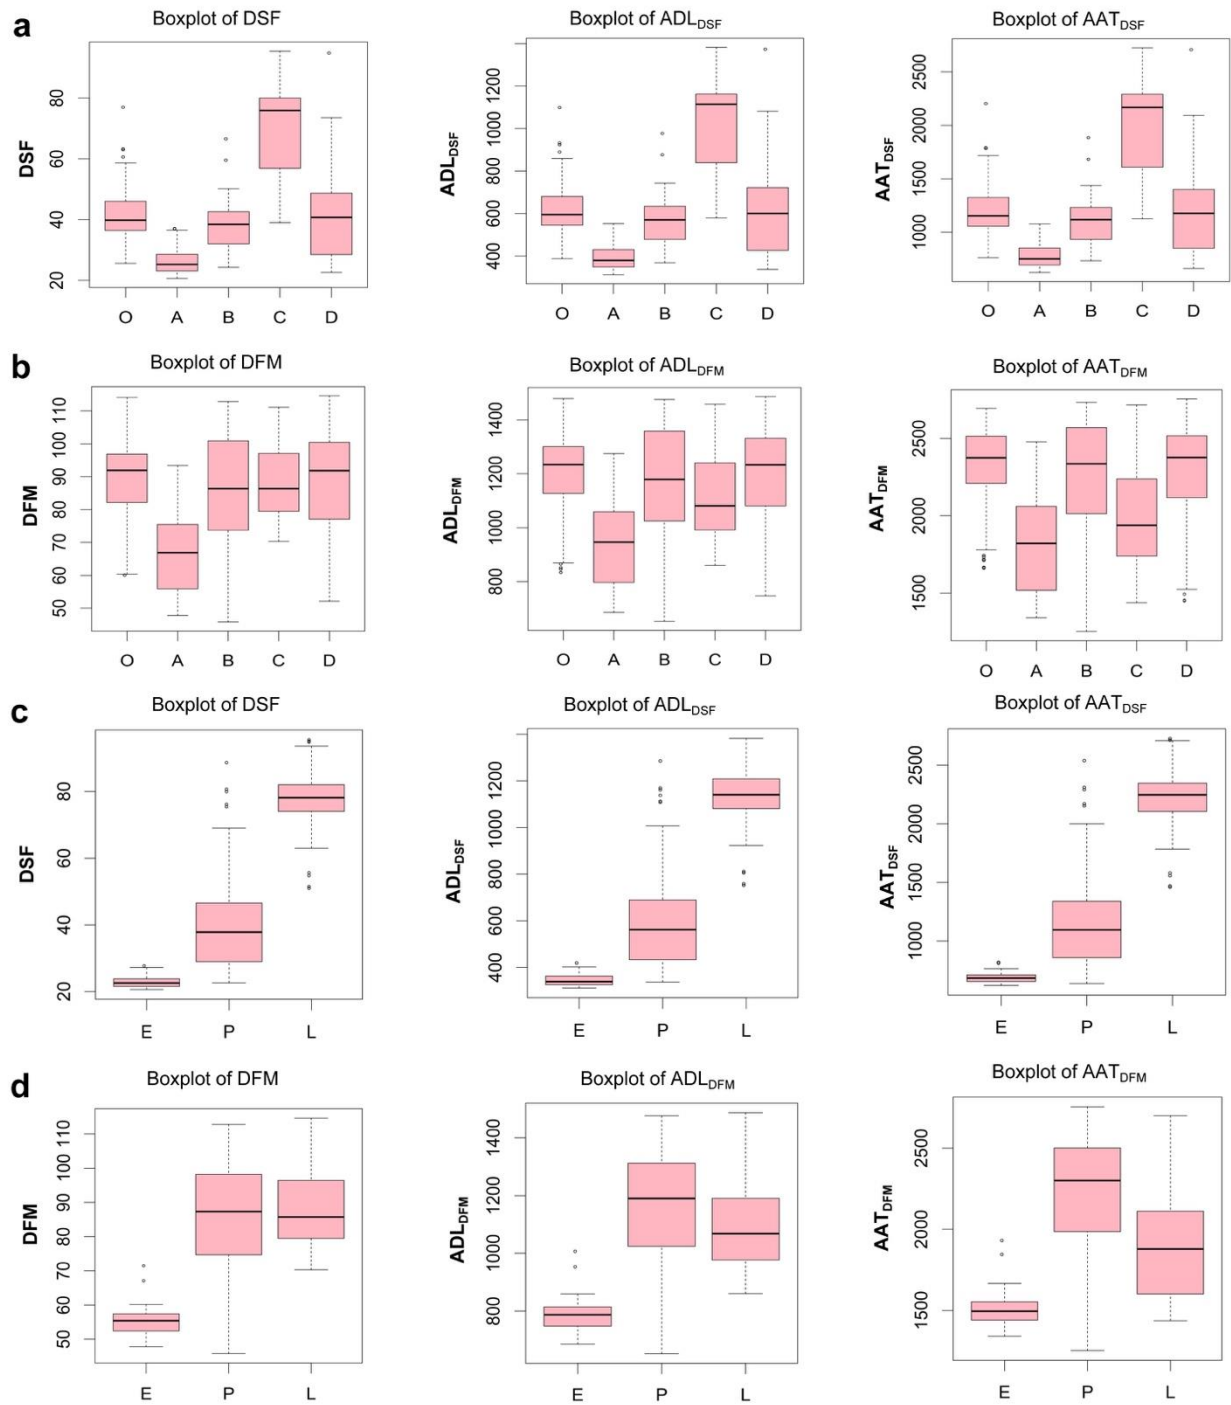 a
Boxplot of DSF
DSF
80
60
40
20
O A B C D
Boxplot of ADLDSF
ADLDSF
1200
1000
800
600
400
O A B C D
Boxplot of AATDSF
AATDSF
2500
2000
1500
1000
O A B C D
b
Boxplot of DFM
DFM
110
100
90
80
70
60
50
O A B C D
Boxplot of ADLDFM
ADLDFM
1400
1200
1000
800
O A B C D
Boxplot of AATDFM
AATDFM
2500
2000
1500
O A B C D
c
Boxplot of DSF
DSF
80
60
40
20
E P L
Boxplot of ADLDSF
ADLDSF
1200
1000
800
600
400
E P L
Boxplot of AATDSF
AATDSF
2500
2000
1500
1000
E P L
d
Boxplot of DFM
DFM
110
100
90
80
70
60
50
E P L
Boxplot of ADLDFM
ADLDFM
1400
1200
1000
800
E P L
Boxplot of AATDFM
AATDFM
2500
2000
1500
E P L